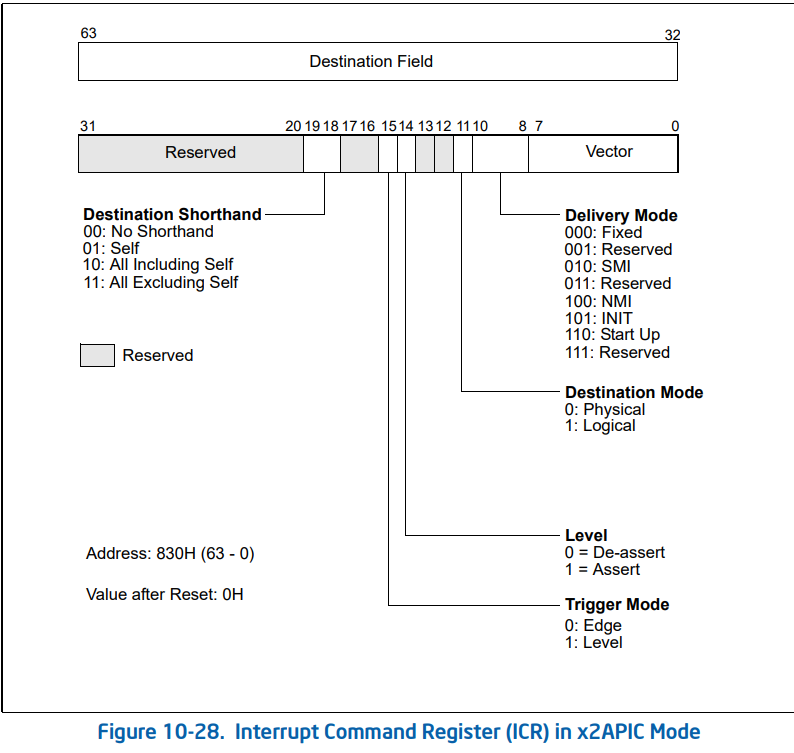 63 32
Destination Field
31 20 19 18 17 16 15 14 13 12 11 10 8 7 0
Reserved Vector
Destination Shorthand
00: No Shorthand
01: Self
10: All Including Self
11: All Excluding Self
Delivery Mode
000: Fixed
001: Reserved
010: SMI
011: Reserved
100: NMI
101: INIT
110: Start Up
111: Reserved
Reserved
Destination Mode
0: Physical
1: Logical
Level
0 = De-assert
1 = Assert
Address: 830H (63 - 0)
Value after Reset: 0H
Trigger Mode
0: Edge
1: Level
Figure 10-28. Interrupt Command Register (ICR) in x2APIC Mode